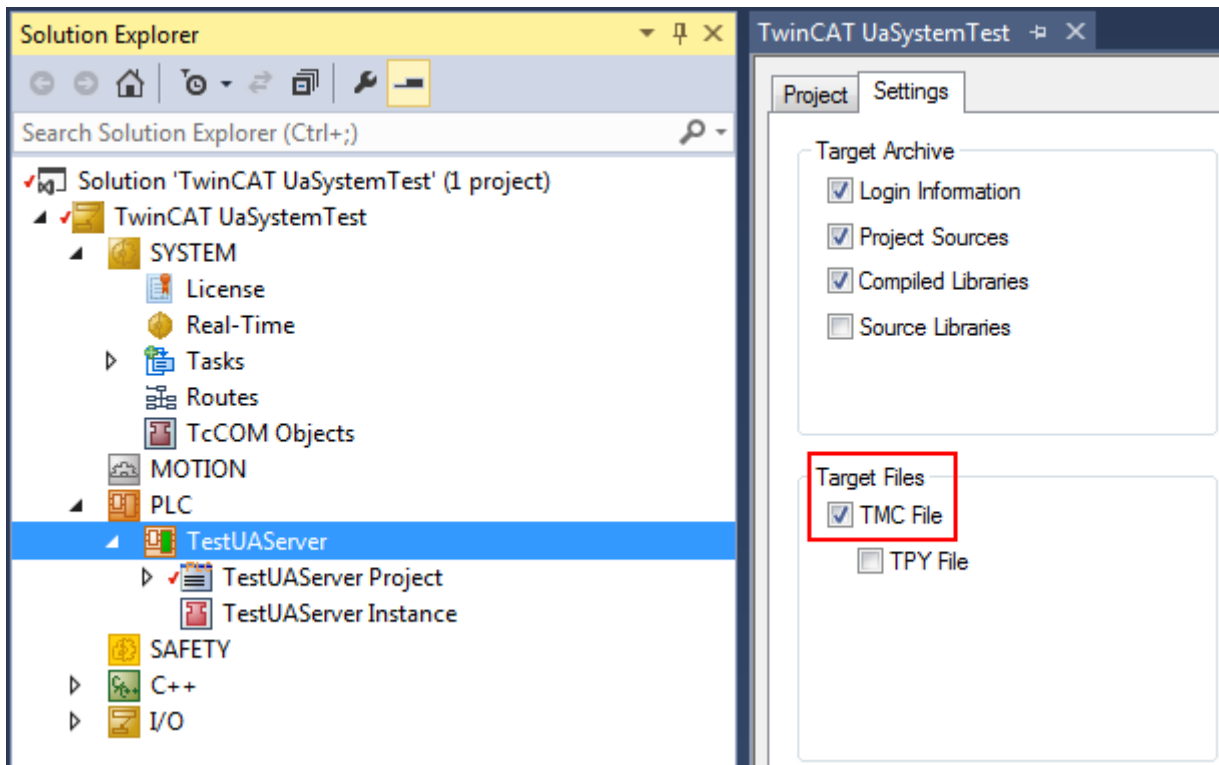 Solution Explorer
Search Solution Explorer (Ctrl+;)
Solution 'TwinCAT UaSystemTest' (1 project)
TwinCAT UaSystemTest
SYSTEM
License
Real-Time
Tasks
Routes
TcCOM Objects
MOTION
PLC
TestUAServer
TestUAServer Project
TestUAServer Instance
SAFETY
C++
I/O
TwinCAT UaSystemTest
Project
Settings
Target Archive
Login Information
Project Sources
Compiled Libraries
Source Libraries
Target Files
TMC File
TPY File